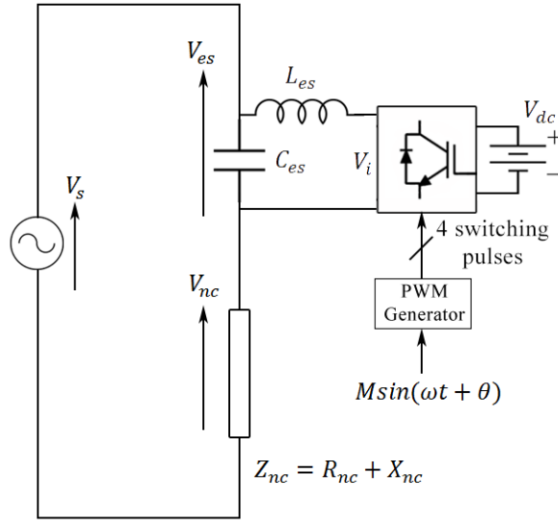 V_es
L_es
V_dc
+
−
C_es
V_i
V_s
4 switching
pulses
V_nc
PWM
Generator
Msin(ωt + θ)
Z_nc = R_nc + X_nc